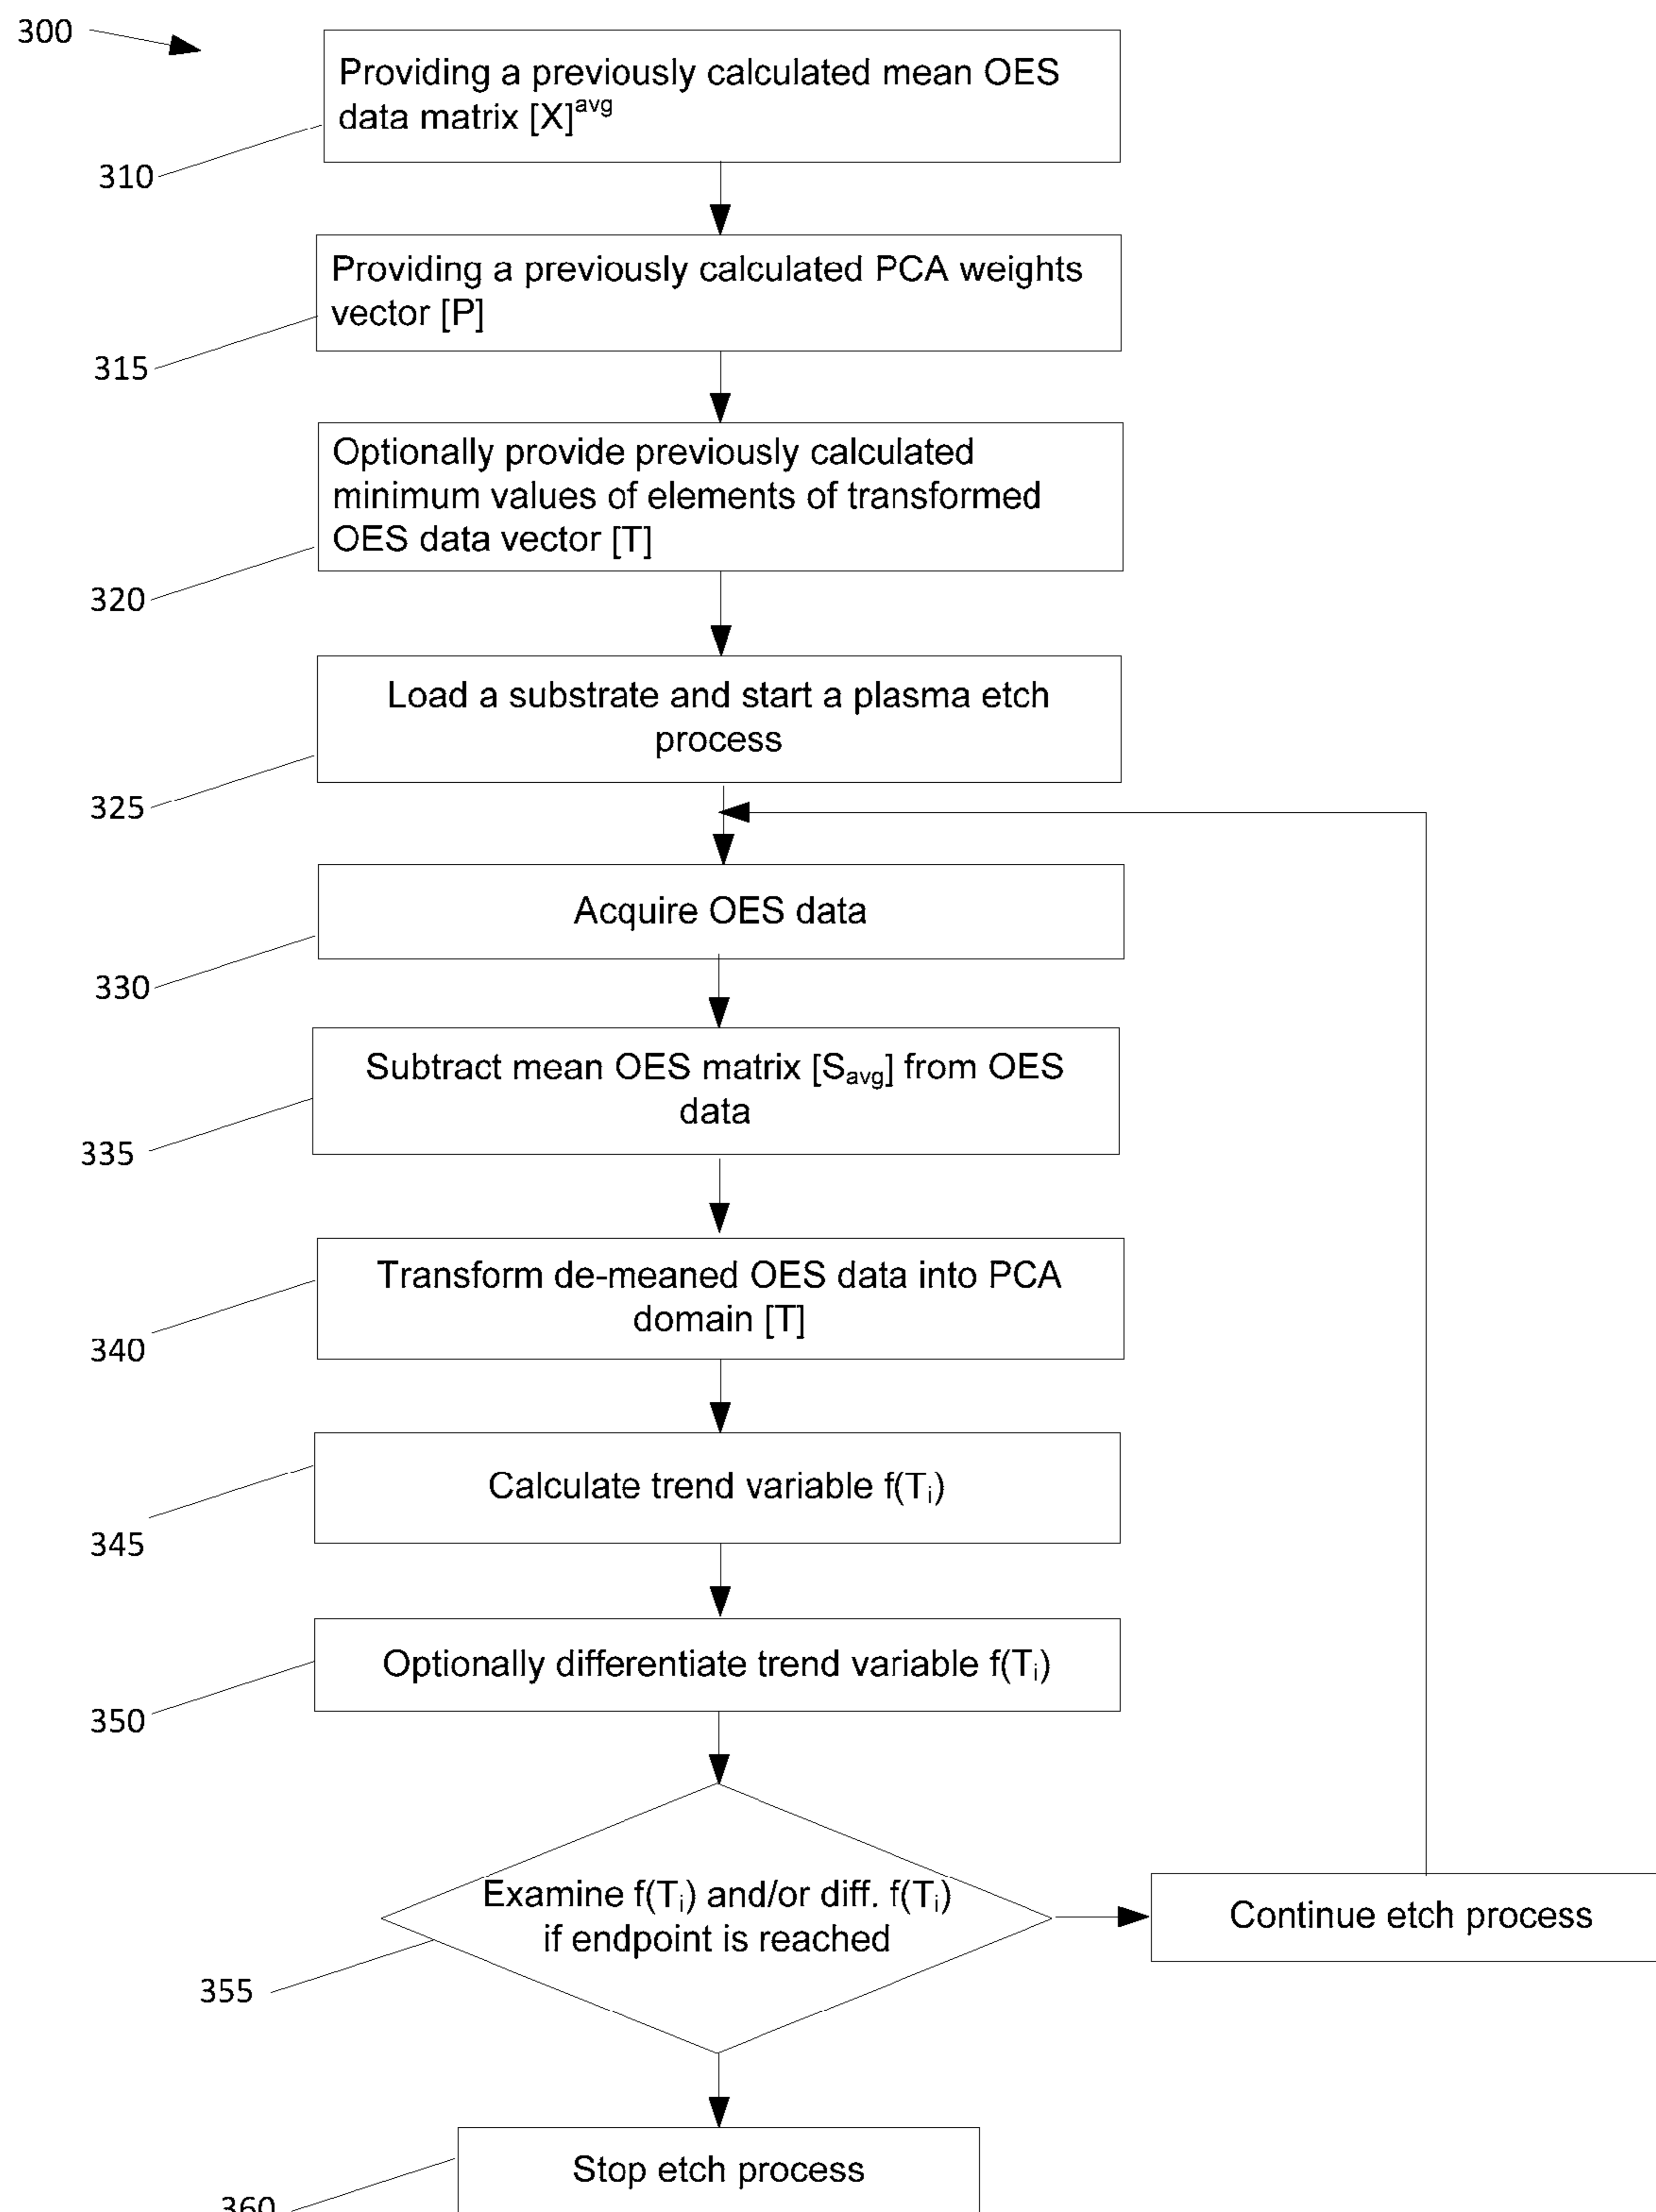 300
Providing a previously calculated mean OES
data matrix [X]avg
310
Providing a previously calculated PCA weights
vector [P]
315
Optionally provide previously calculated
minimum values of elements of transformed
OES data vector [T]
320
Load a substrate and start a plasma etch
process
325
Acquire OES data
330
Subtract mean OES matrix [Savg] from OES
data
335
Transform de-meaned OES data into PCA
domain [T]
340
Calculate trend variable f(Ti)
345
Optionally differentiate trend variable f(Ti)
350
Examine f(Ti) and/or diff. f(Ti)
if endpoint is reached
Continue etch process
355
Stop etch process
360